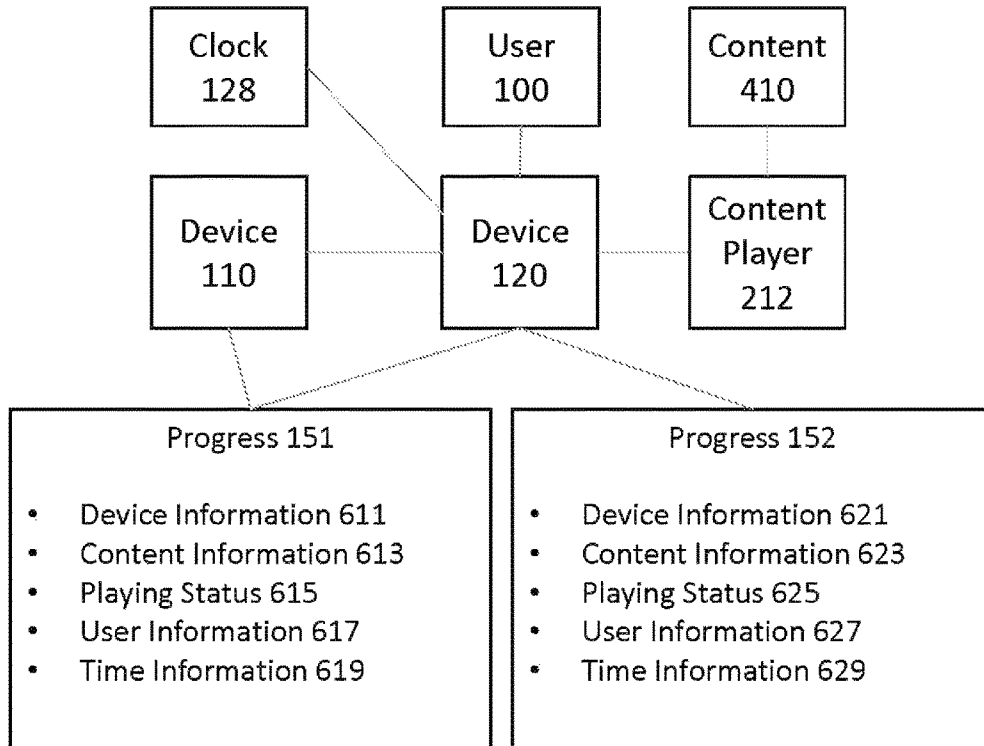 Clock
128
User
100
Content
410
Device
110
Device
120
Content
Player
212
Progress 151
• Device Information 611
• Content Information 613
• Playing Status 615
• User Information 617
• Time Information 619
Progress 152
• Device Information 621
• Content Information 623
• Playing Status 625
• User Information 627
• Time Information 629